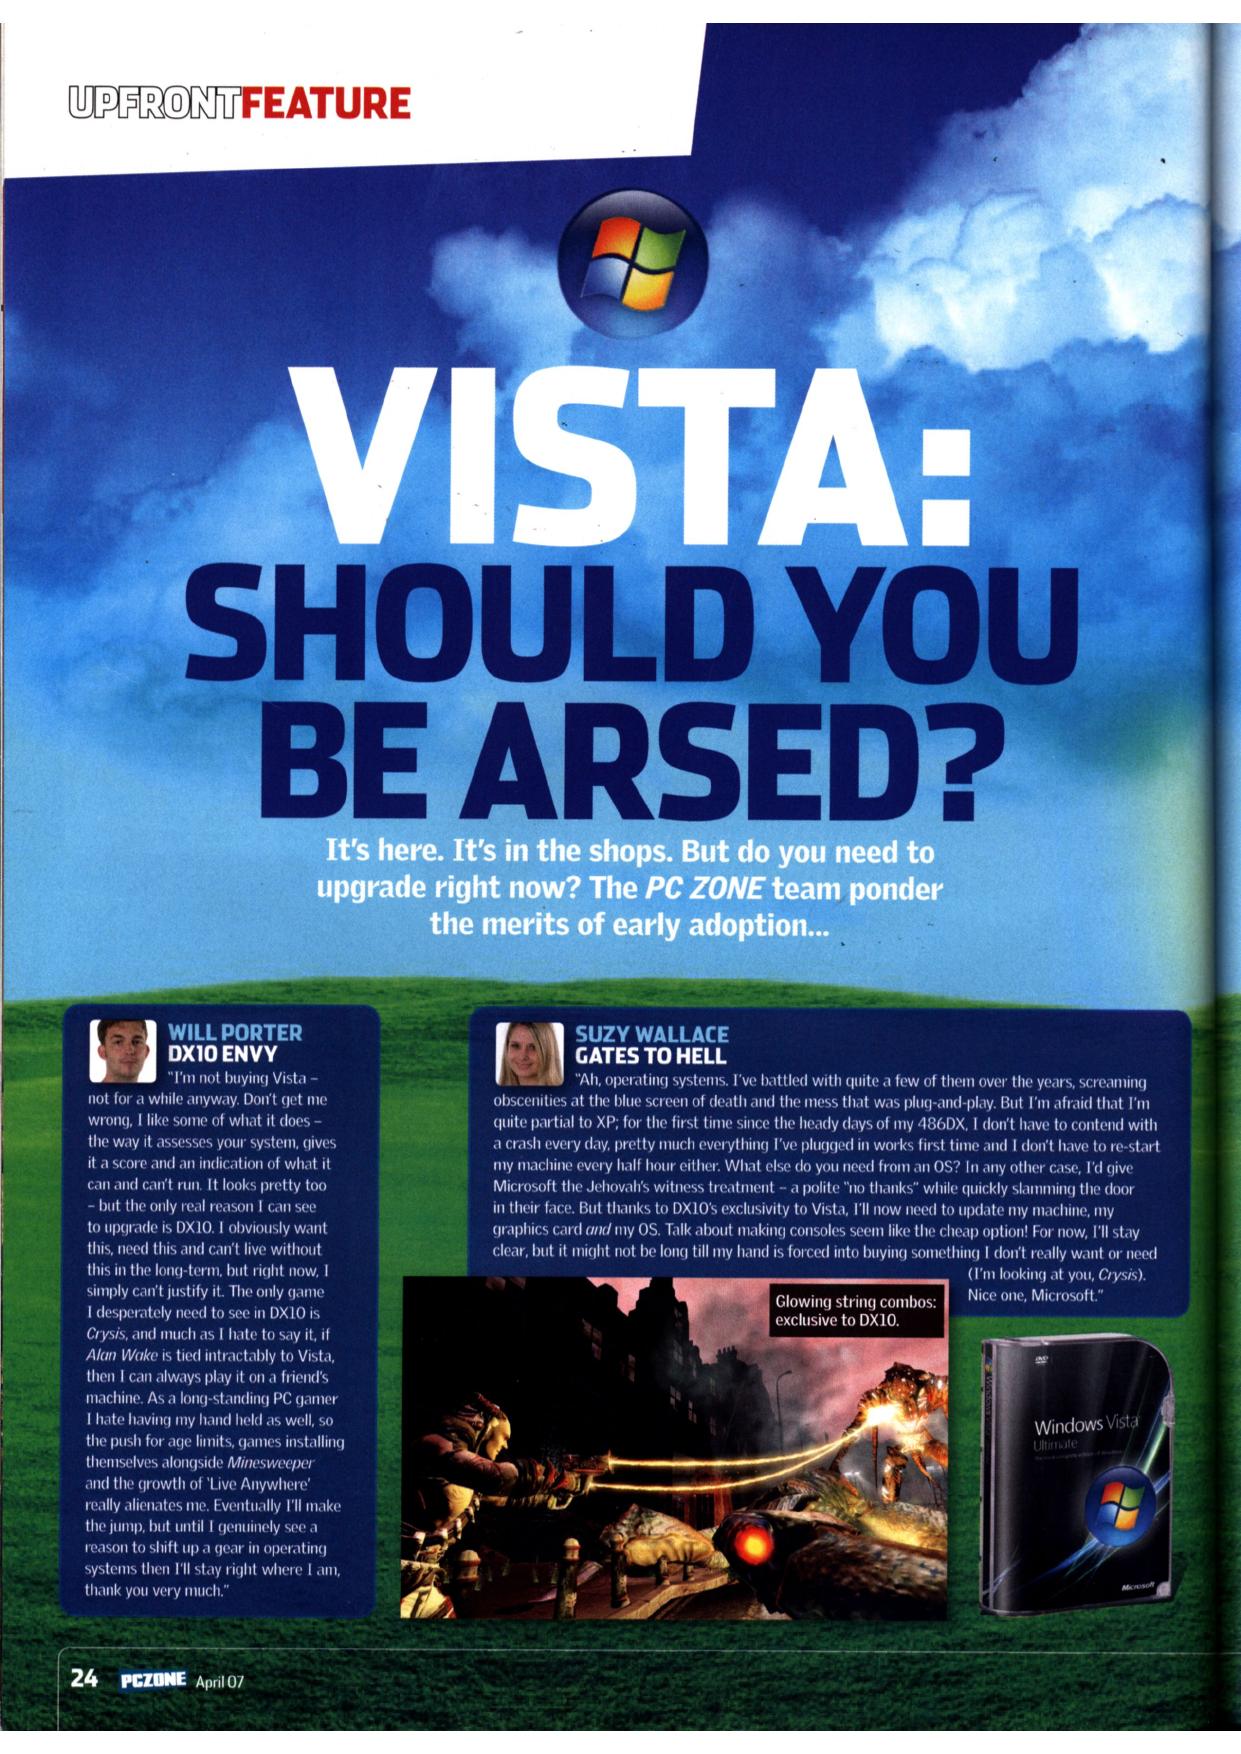 UPFRONTFEATURE
VISTA:
SHOULD YOU
BE ARSED?
It's here. It's in the shops. But do you need to
upgrade right now? The PC ZONE team ponder
the merits of early adoption...
WILL PORTER
DX10 ENVY
"I'm not buying Vista –
not for a while anyway. Don't get me
wrong, I like some of what it does –
the way it assesses your system, gives
it a score and an indication of what it
can and can't run. It looks pretty too
– but the only real reason I can see
to upgrade is DX10. I obviously want
this, need this and can't live without
this in the long-term, but right now, I
simply can't justify it. The only game
I desperately need to see in DX10 is
Crysis, and much as I hate to say it, if
Alan Wake is tied intractably to Vista,
then I can always play it on a friend's
machine. As a long-standing PC gamer
I hate having my hand held as well, so
the push for age limits, games installing
themselves alongside Minesweeper
and the growth of 'Live Anywhere'
really alienates me. Eventually I'll make
the jump, but until I genuinely see a
reason to shift up a gear in operating
systems then I'll stay right where I am,
thank you very much."
SUZY WALLACE
GATES TO HELL
"Ah, operating systems. I've battled with quite a few of them over the years, screaming
obscenities at the blue screen of death and the mess that was plug-and-play. But I'm afraid that I'm
quite partial to XP; for the first time since the heady days of my 486DX, I don't have to contend with
a crash every day, pretty much everything I've plugged in works first time and I don't have to re-start
my machine every half hour either. What else do you need from an OS? In any other case, I'd give
Microsoft the Jehovah's witness treatment – a polite "no thanks" while quickly slamming the door
in their face. But thanks to DX10's exclusivity to Vista, I'll now need to update my machine, my
graphics card and my OS. Talk about making consoles seem like the cheap option! For now, I'll stay
clear, but it might not be long till my hand is forced into buying something I don't really want or need
(I'm looking at you, Crysis).
Nice one, Microsoft."
Glowing string combos:
exclusive to DX10.
Windows Vista
Ultimate
Microsoft
24 PCZONE April 07